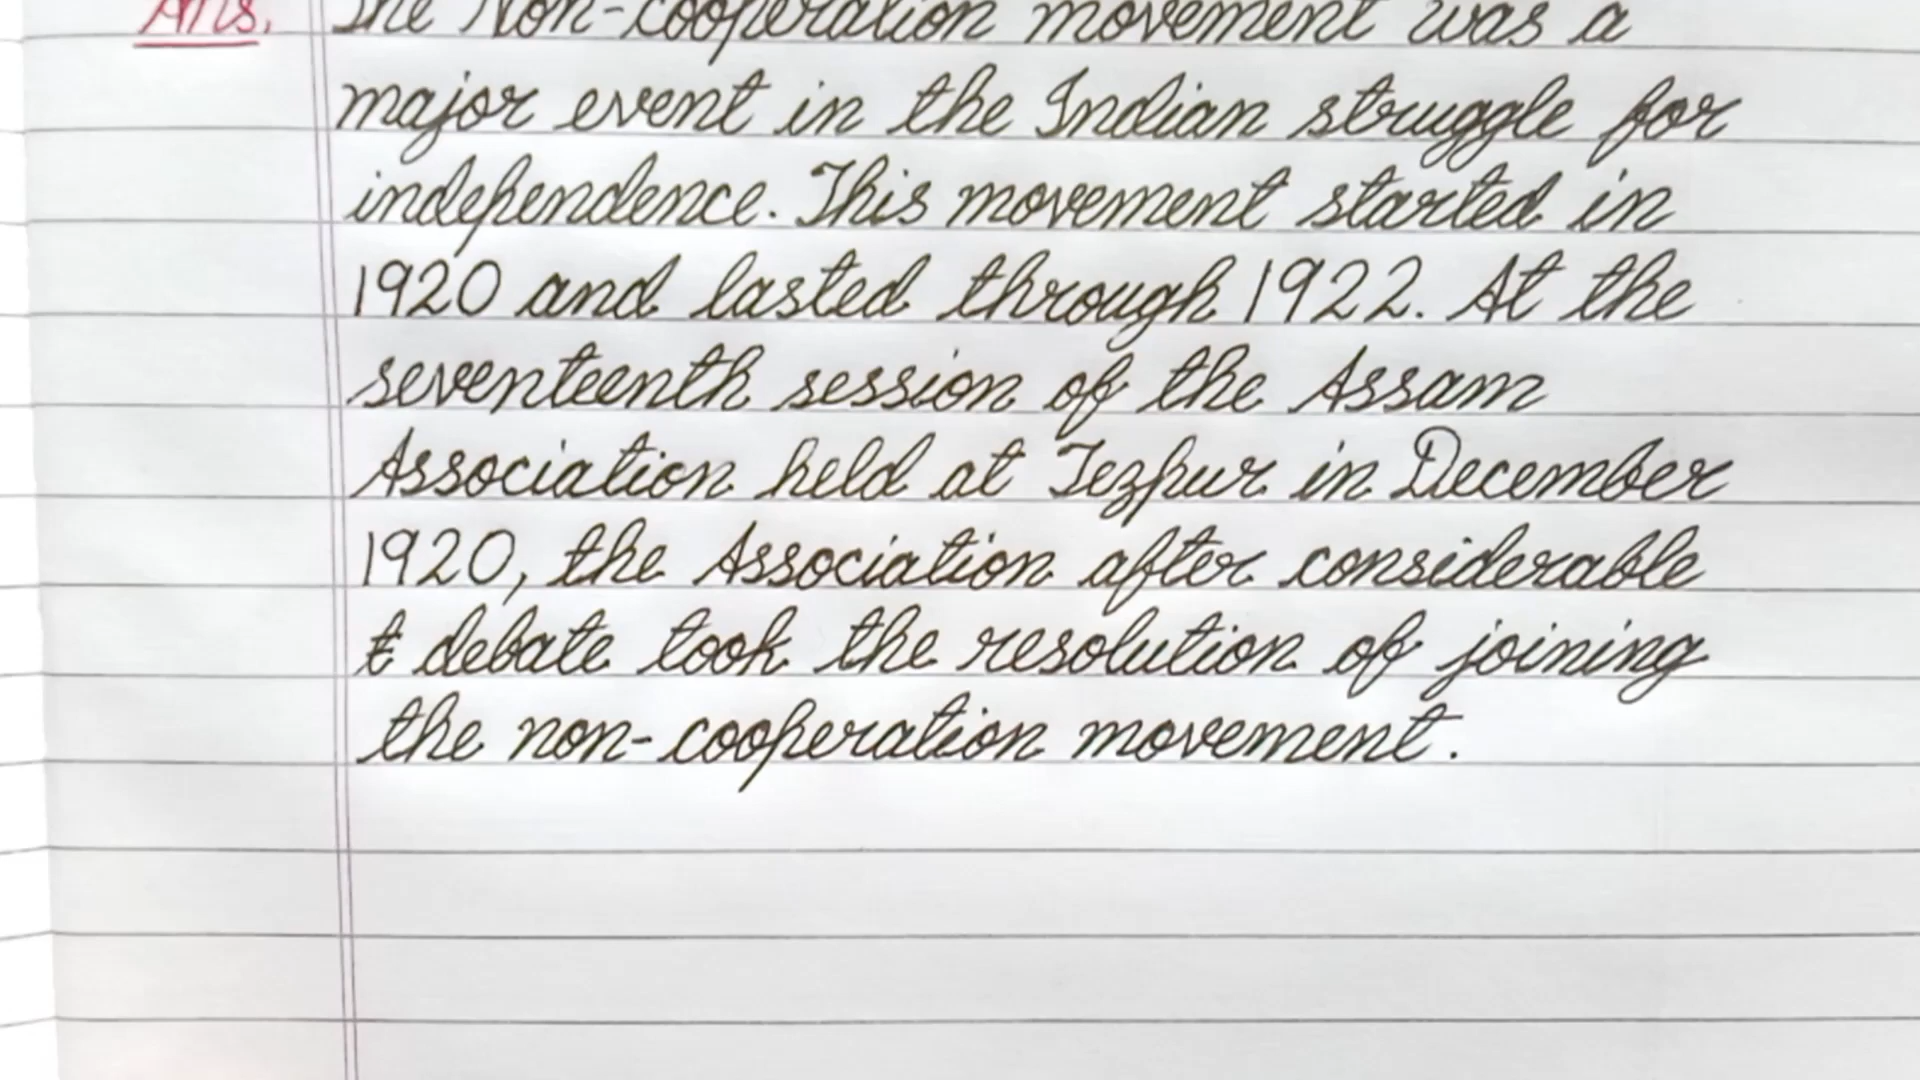 Ans. The Non-cooperation movement was a
major event in the Indian struggle for
independence. This movement started in
1920 and lasted through 1922. At the
seventeenth session of the Assam
Association held at Tezpur in December
1920, the Association after considerable
t debate took the resolution of joining
the non-cooperation movement.